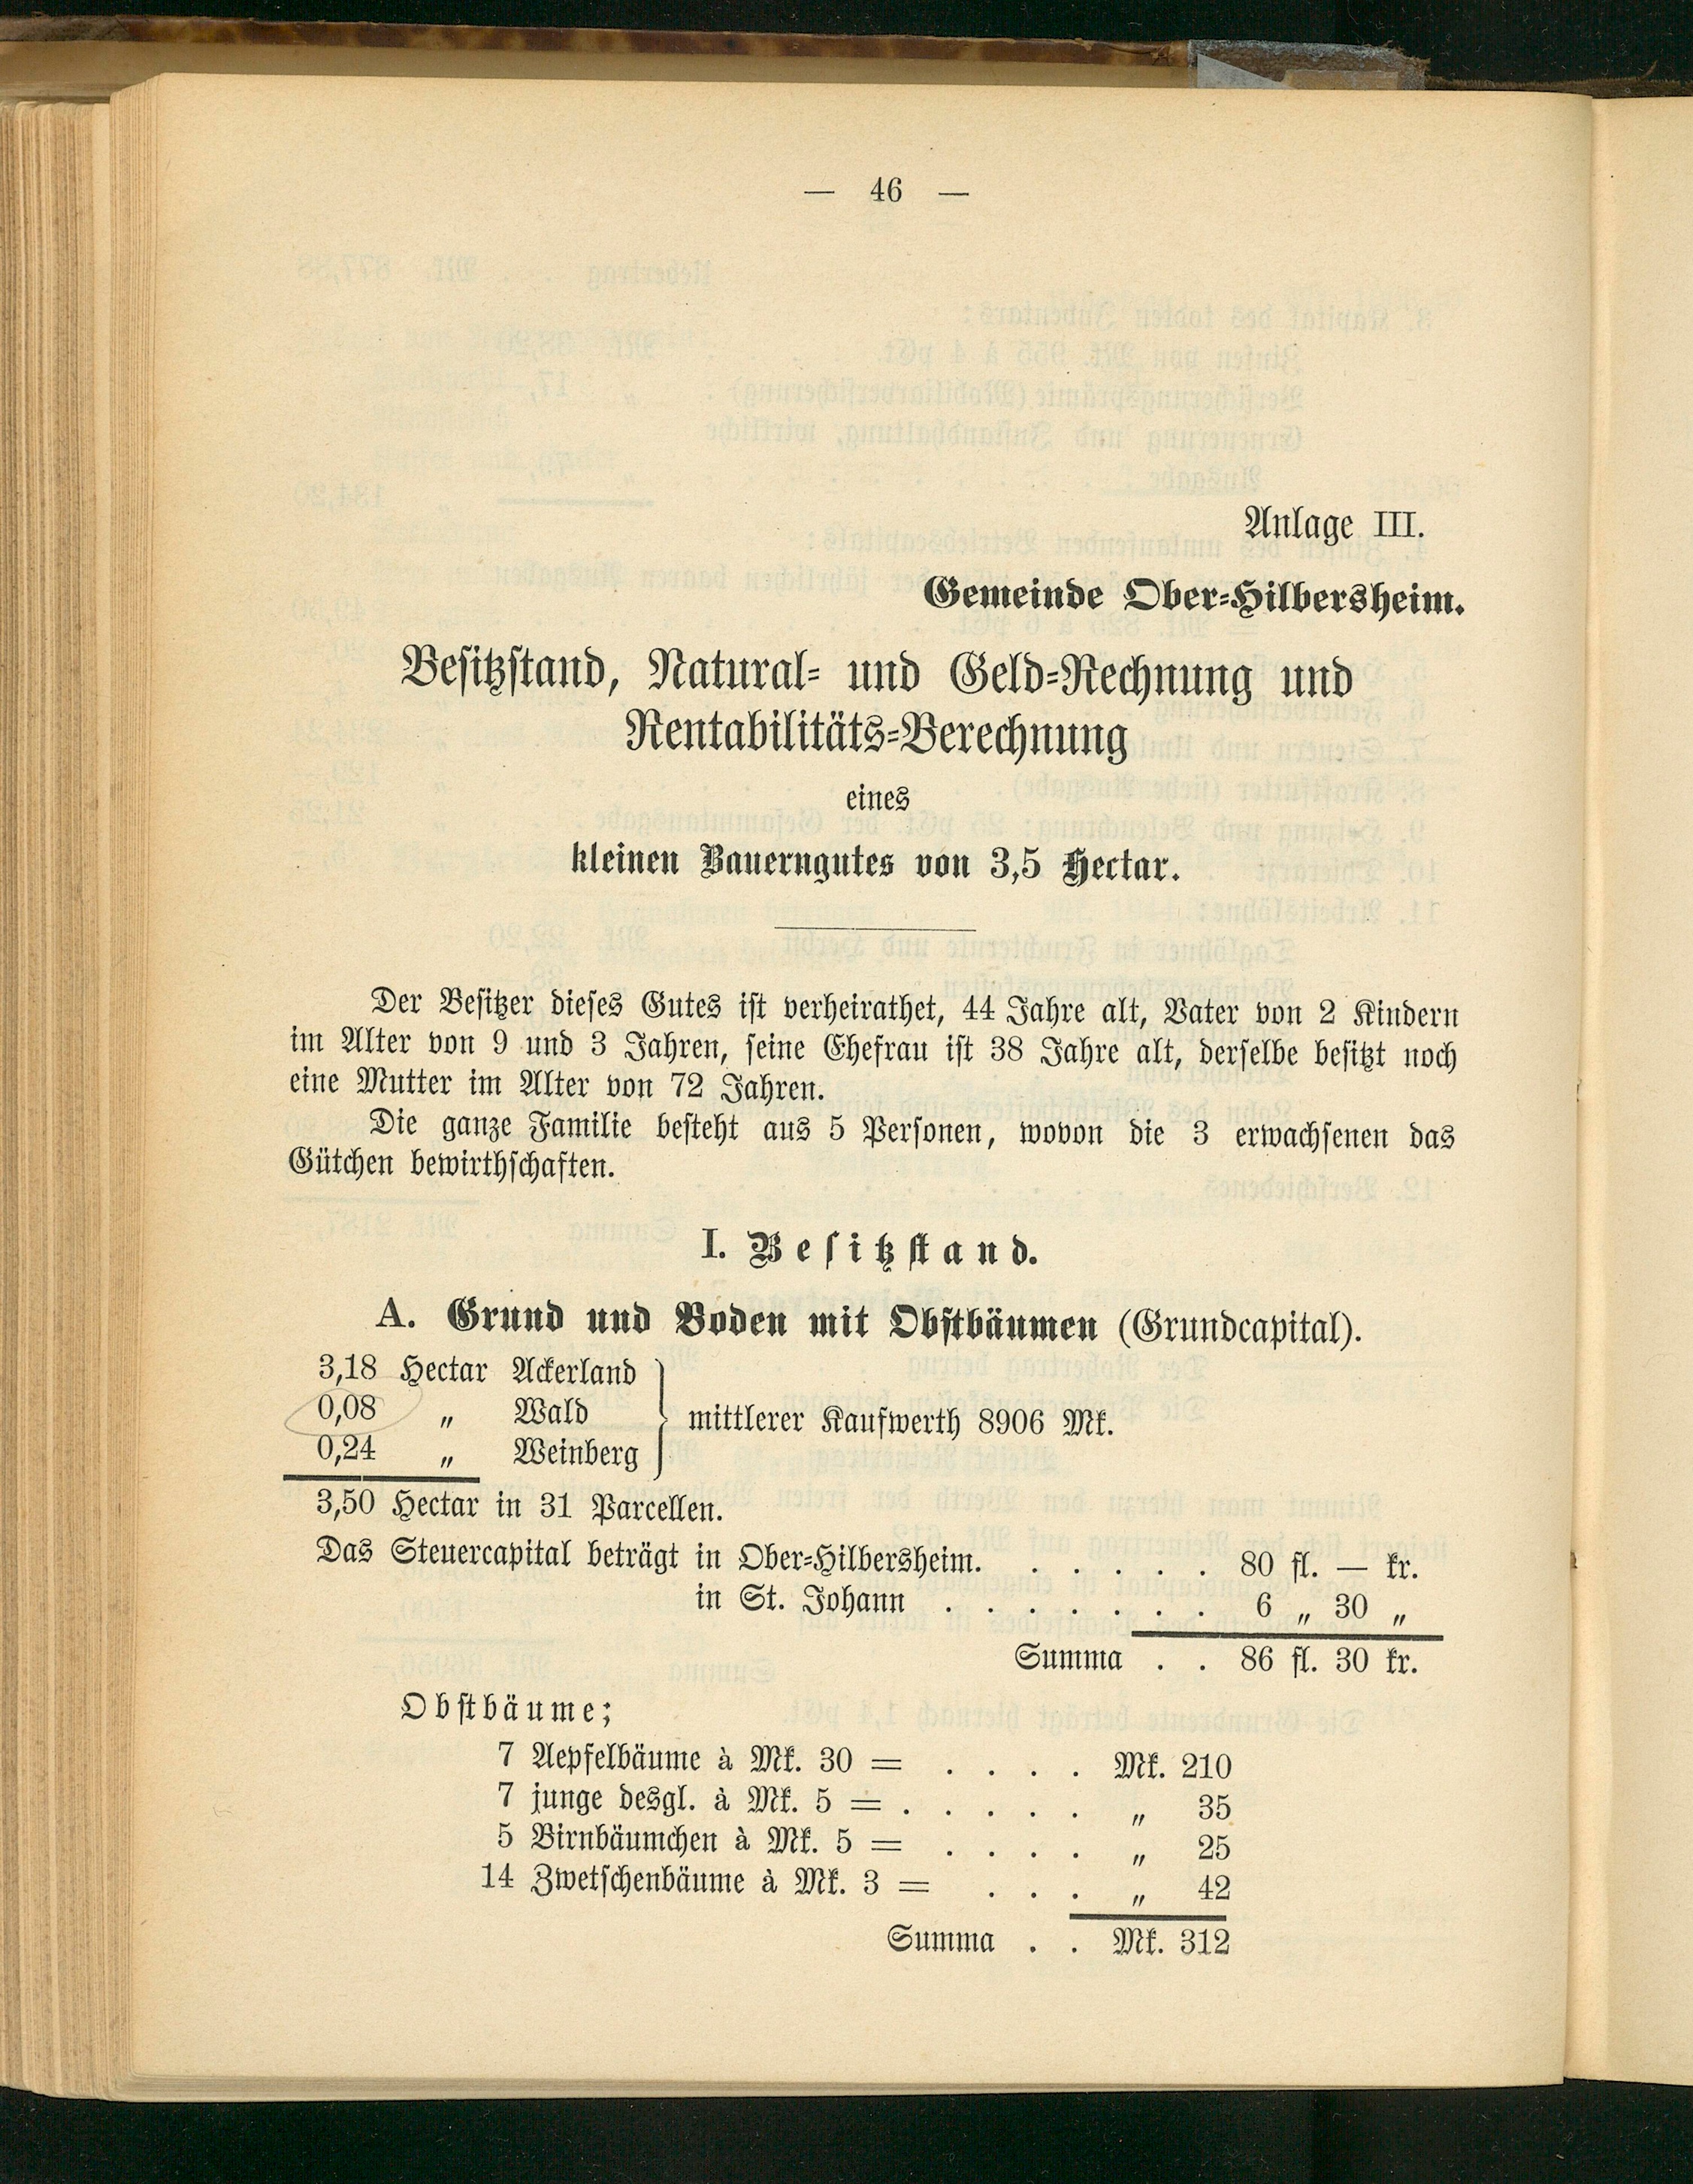 — 46 —
Anlage III.
Gemeinde Ober-Hilbersheim.
Besitzstand, Natural- und Geld-Rechnung und
Rentabilitäts-Berechnung
eines
kleinen Bauerngutes von 3,5 Hectar.
Der Besitzer dieses Gutes ist verheirathet, 44 Jahre alt, Vater von 2 Kindern
im Alter von 9 und 3 Jahren, seine Ehefrau ist 38 Jahre alt, derselbe besitzt noch
eine Mutter im Alter von 72 Jahren.
Die ganze Familie besteht aus 5 Personen, wovon die 3 erwachsenen das
Gütchen bewirthschaften.
I. Besitzstand.
A. Grund und Boden mit Obstbäumen (Grundcapital).
3,18 Hectar Ackerland
0,08 „ Wald } mittlerer Kaufwerth 8906 Mk.
0,24 „ Weinberg
3,50 Hectar in 31 Parcellen.
Das Steuercapital beträgt in Ober-Hilbersheim. . . . . . 80 fl. — kr.
in St. Johann . . . . . . . 6 „ 30 „
Summa . . 86 fl. 30 kr.
Obstbäume;
7 Aepfelbäume à Mk. 30 = . . . . Mk. 210
7 junge desgl. à Mk. 5 = . . . . . „ 35
5 Birnbäumchen à Mk. 5 = . . . . „ 25
14 Zwetschenbäume à Mk. 3 = . . . „ 42
Summa . . Mk. 312